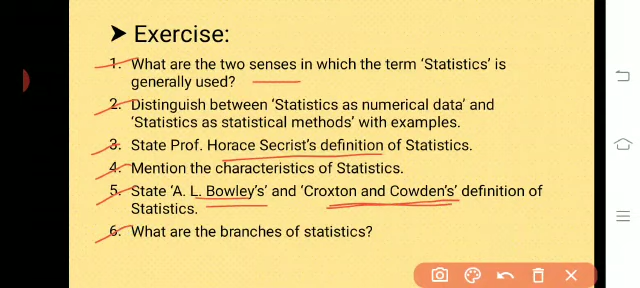 ➤ Exercise:
1. What are the two senses in which the term ‘Statistics’ is
generally used?
2. Distinguish between ‘Statistics as numerical data’ and
‘Statistics as statistical methods’ with examples.
3. State Prof. Horace Secrist’s definition of Statistics.
4. Mention the characteristics of Statistics.
5. State ‘A. L. Bowley’s’ and ‘Croxton and Cowden’s’ definition of
Statistics.
6. What are the branches of statistics?